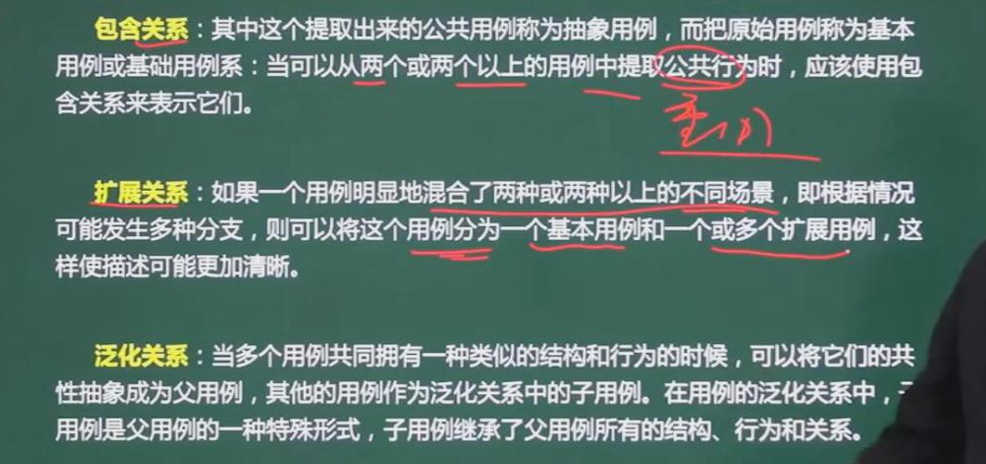 包含关系：其中这个提取出来的公共用例称为抽象用例，而把原始用例称为基本
用例或基础用例系：当可以从两个或两个以上的用例中提取公共行为时，应该使用包
含关系来表示它们。
扩展关系：如果一个用例明显地混合了两种或两种以上的不同场景，即根据情况
可能发生多种分支，则可以将这个用例分为一个基本用例和一个或多个扩展用例，这
样使描述可能更加清晰。
泛化关系：当多个用例共同拥有一种类似的结构和行为的时候，可以将它们的共
性抽象成为父用例，其他的用例作为泛化关系中的子用例。在用例的泛化关系中，
用例是父用例的一种特殊形式，子用例继承了父用例所有的结构、行为和关系。